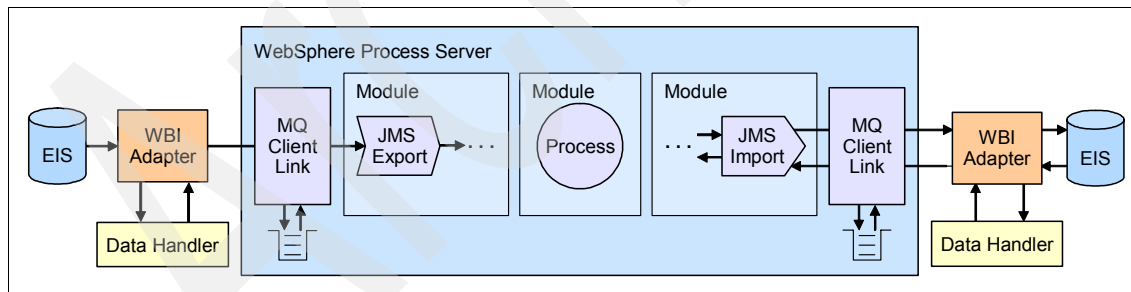 WebSphere Process Server
EIS
WBI
Adapter
Data Handler
MQ
Client
Link
Module
JMS
Export
. . .
Module
Process
Module
. . .
JMS
Import
MQ
Client
Link
WBI
Adapter
EIS
Data Handler